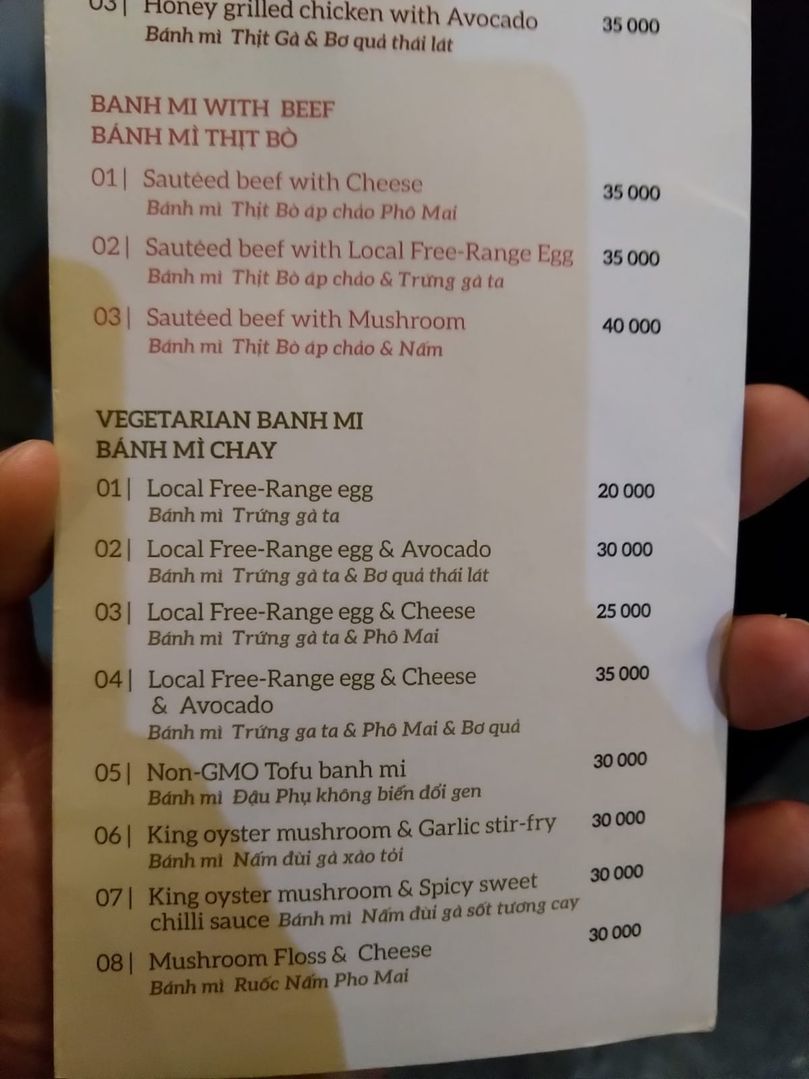 03| Honey grilled chicken with Avocado 35 000
Bánh mì Thịt Gà & Bơ quả thái lát
BANH MI WITH BEEF
BÁNH MÌ THỊT BÒ
01| Sautéed beef with Cheese 35 000
Bánh mì Thịt Bò áp chảo Phô Mai
02| Sautéed beef with Local Free-Range Egg 35 000
Bánh mì Thịt Bò áp chảo & Trứng gà ta
03| Sautéed beef with Mushroom 40 000
Bánh mì Thịt Bò áp chảo & Nấm
VEGETARIAN BANH MI
BÁNH MÌ CHAY
01| Local Free-Range egg 20 000
Bánh mì Trứng gà ta
02| Local Free-Range egg & Avocado 30 000
Bánh mì Trứng gà ta & Bơ quả thái lát
03| Local Free-Range egg & Cheese 25 000
Bánh mì Trứng gà ta & Phô Mai
04| Local Free-Range egg & Cheese 35 000
& Avocado
Bánh mì Trứng ga ta & Phô Mai & Bơ quả
05| Non-GMO Tofu banh mi 30 000
Bánh mì Đậu Phụ không biến đổi gen
06| King oyster mushroom & Garlic stir-fry 30 000
Bánh mì Nấm đùi gà xào tỏi
07| King oyster mushroom & Spicy sweet 30 000
chilli sauce Bánh mì Nấm đùi gà sốt tương cay
08| Mushroom Floss & Cheese 30 000
Bánh mì Ruốc Nấm Pho Mai